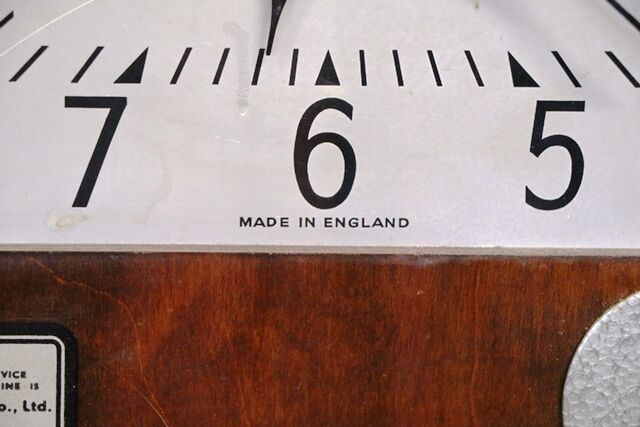 7 6 5
MADE IN ENGLAND
VICE
INE IS
o., Ltd.